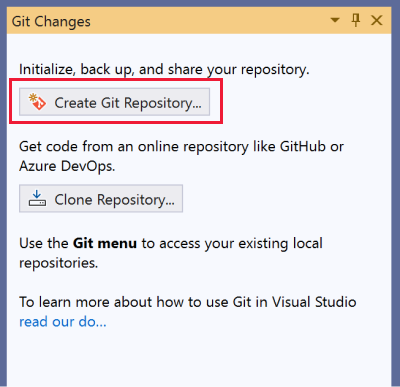 Git Changes
Initialize, back up, and share your repository.
Create Git Repository...
Get code from an online repository like GitHub or
Azure DevOps.
Clone Repository...
Use the Git menu to access your existing local
repositories.
To learn more about how to use Git in Visual Studio
read our do...